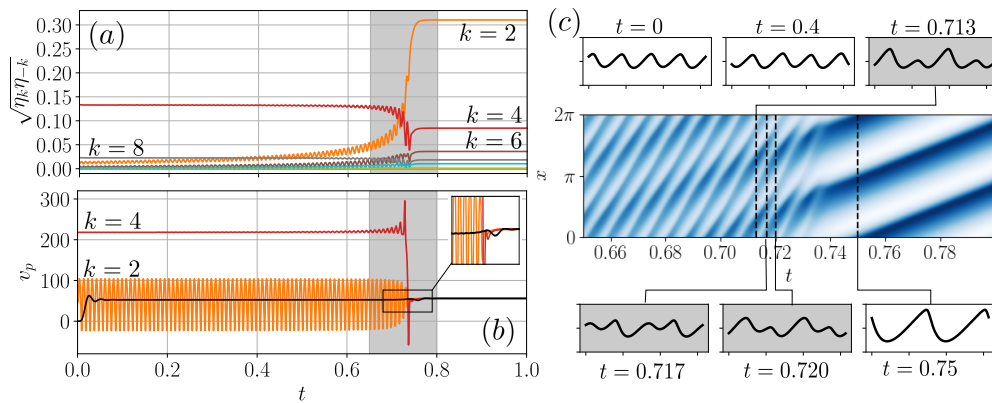 (a)
0.30
0.25
0.20
0.15
0.10
0.05
0.00
√η_kη_{−k}
k = 2
k = 4
k = 6
k = 8
300
200
100
0
v_p
k = 4
k = 2
(b)
0.0 0.2 0.4 0.6 0.8 1.0
t
(c)
t = 0 t = 0.4 t = 0.713
2π
π
0
x
0.66 0.68 0.70 0.72 0.74 0.76 0.78
t
t = 0.717 t = 0.720 t = 0.75